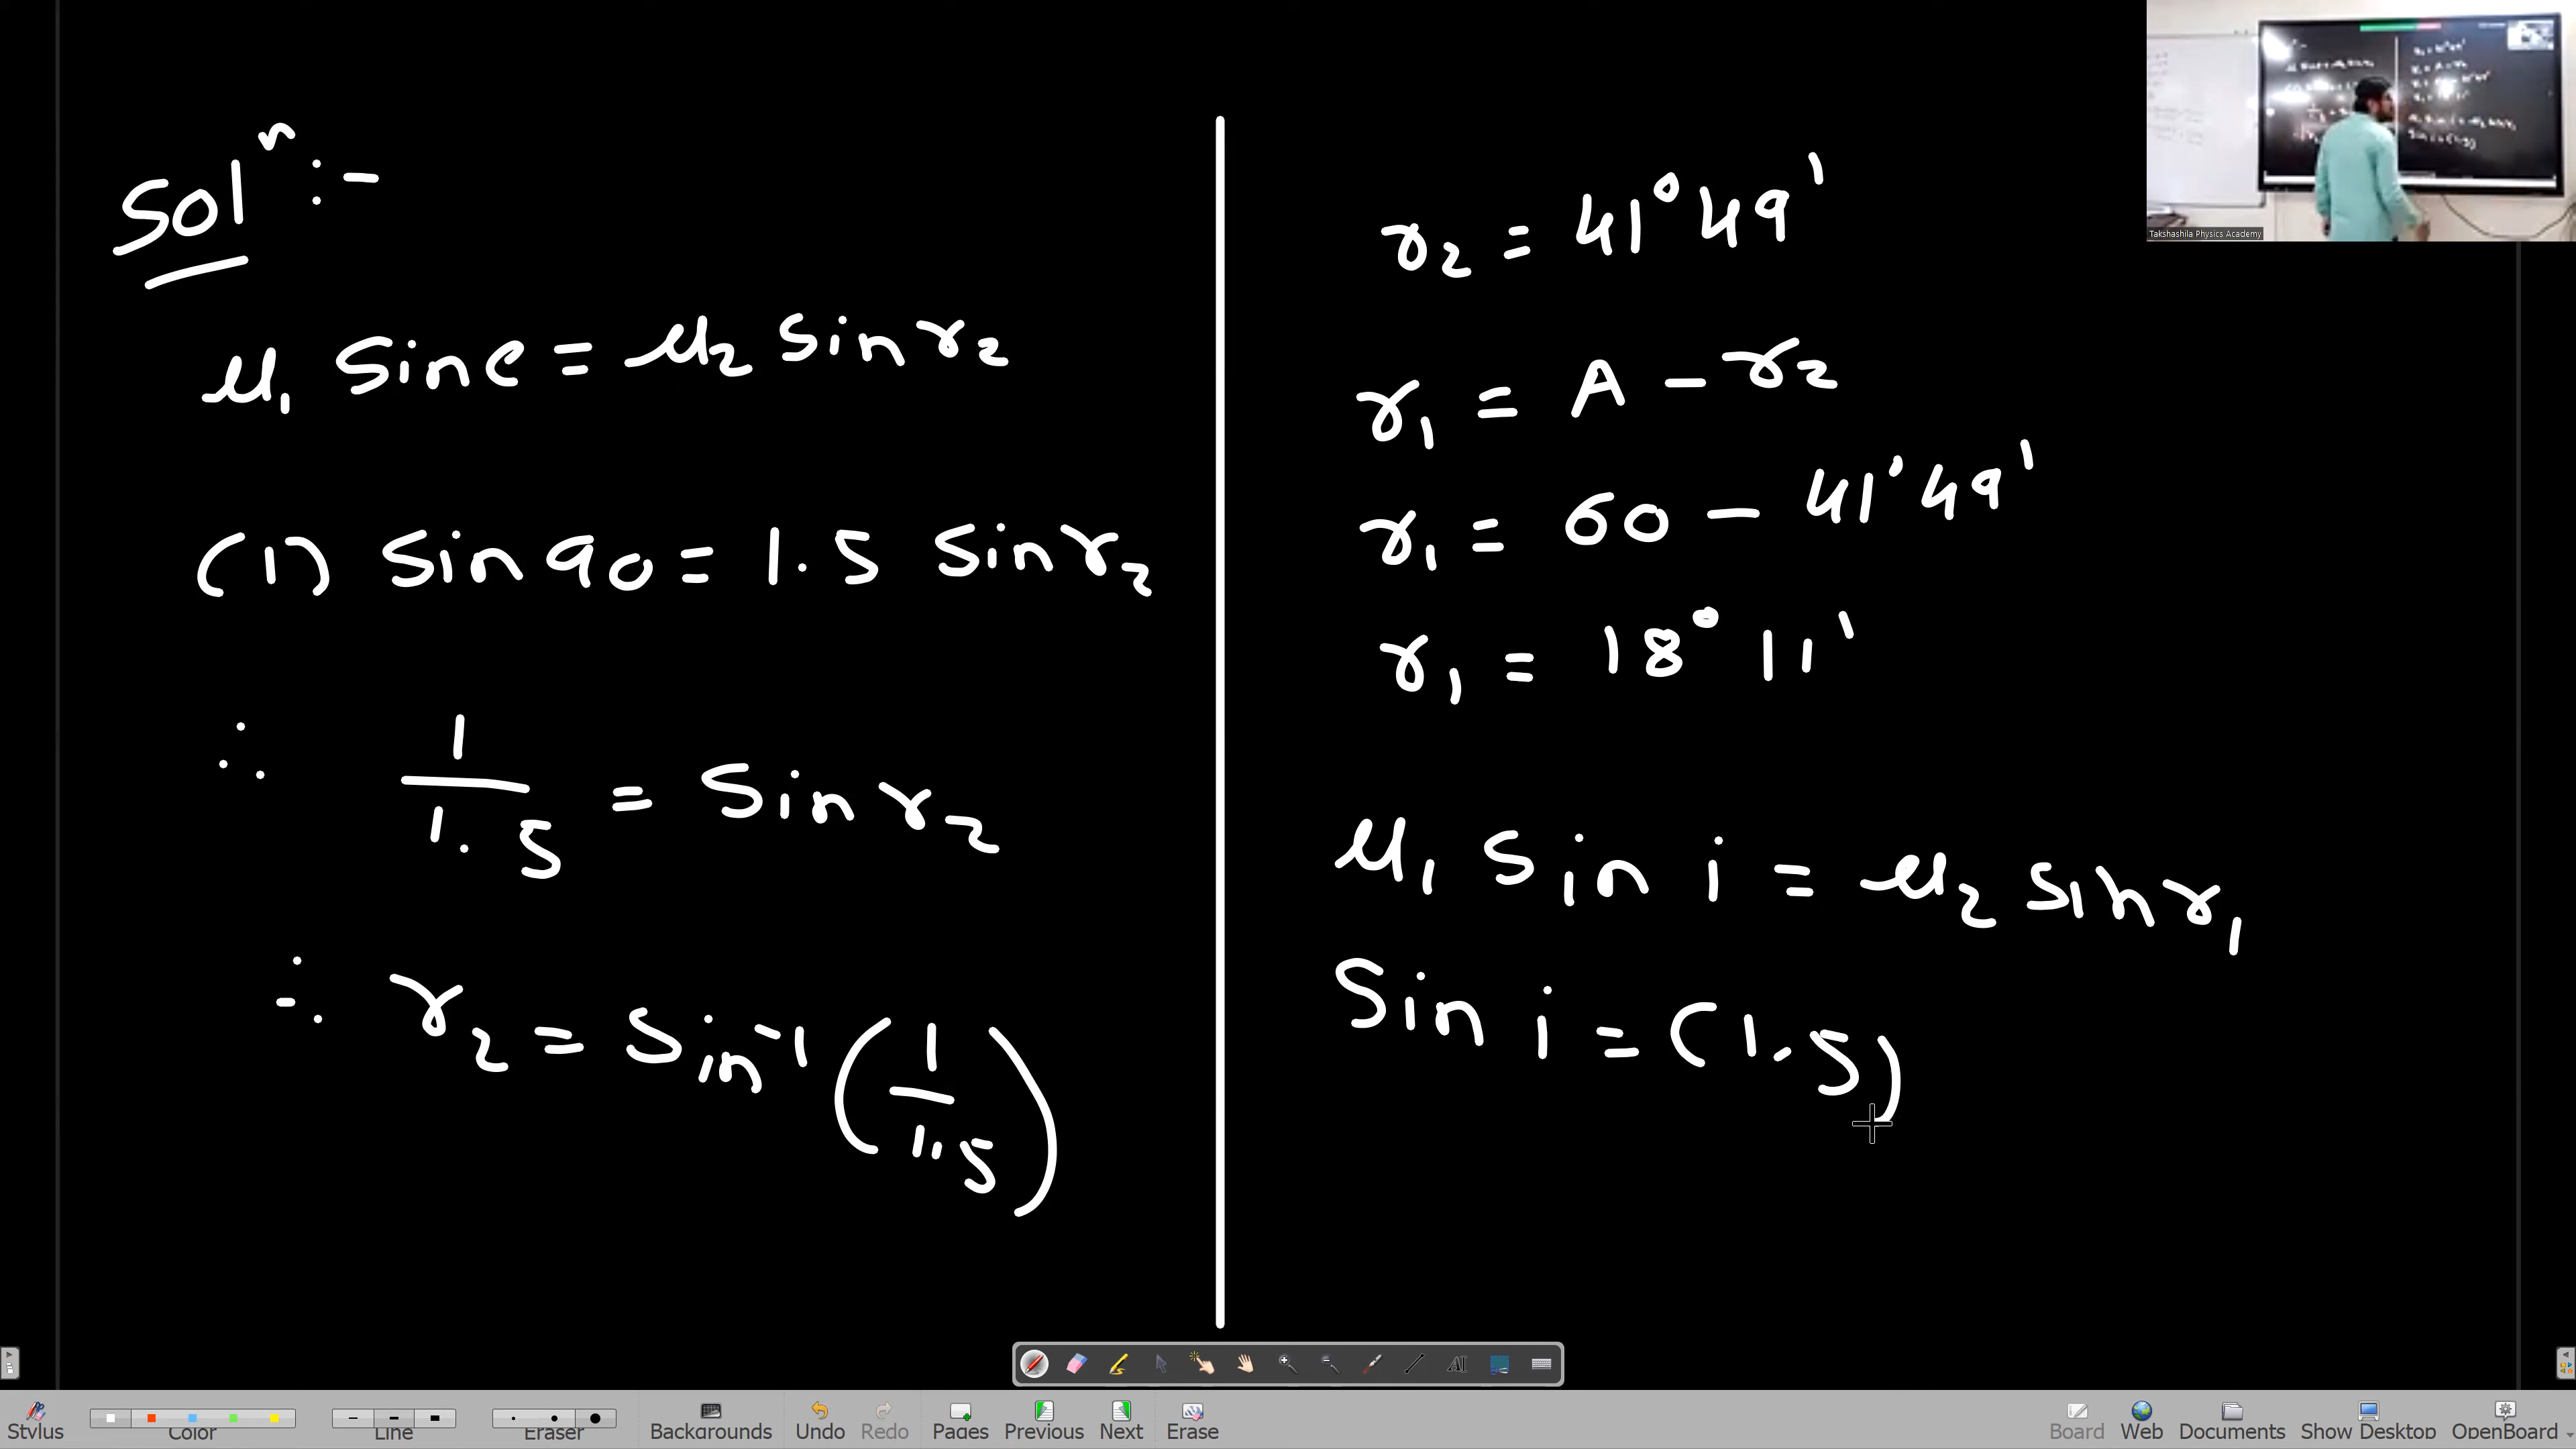 Solⁿ :-
μ₁ Sin e = μ₂ Sin r₂
(1) Sin 90 = 1.5 Sin r₂
∴ 1/1.5 = Sin r₂
∴ r₂ = Sin⁻¹ (1/1.5)
r₂ = 41°49'
r₁ = A - r₂
r₁ = 60 - 41°49'
r₁ = 18° 11'
μ₁ Sin i = μ₂ Sin r₁
Sin i = (1.5)
Takshashila Physics Academy
Stylus
Color
Line
Eraser
Backgrounds
Undo
Redo
Pages
Previous
Next
Erase
Board
Web
Documents
Show Desktop
OpenBoard